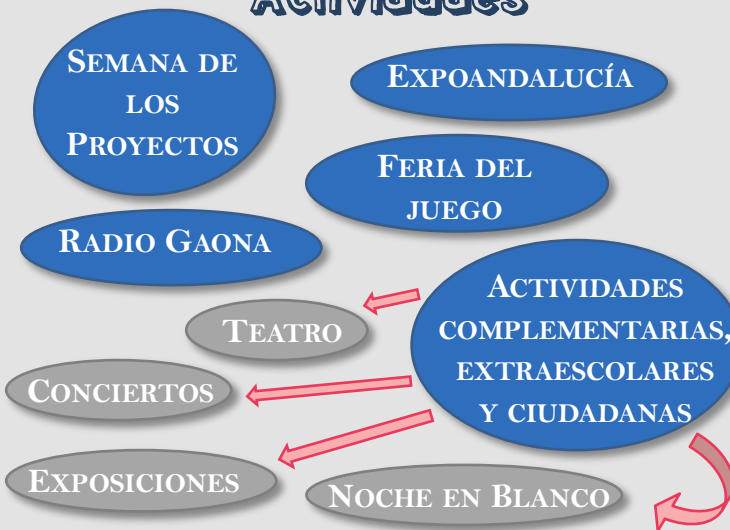 Actividades
SEMANA DE
LOS
PROYECTOS
EXPOANDALUCÍA
FERIA DEL
JUEGO
RADIO GAONA
ACTIVIDADES
COMPLEMENTARIAS,
EXTRAESCOLARES
Y CIUDADANAS
TEATRO
CONCIERTOS
EXPOSICIONES
NOCHE EN BLANCO